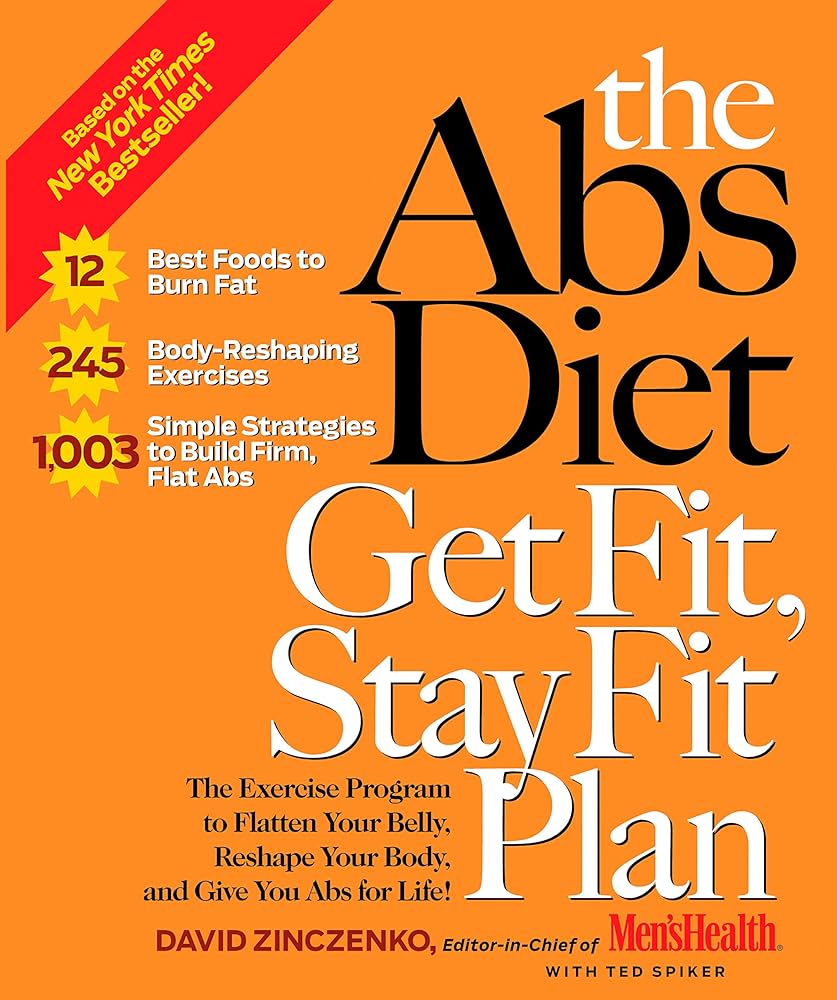 Based on the
New York Times
Bestseller!
the
Abs
Diet
Get Fit,
Stay Fit
Plan
12
Best Foods to
Burn Fat
245
Body-Reshaping
Exercises
1,003
Simple Strategies
to Build Firm,
Flat Abs
The Exercise Program
to Flatten Your Belly,
Reshape Your Body,
and Give You Abs for Life!
DAVID ZINCZENKO, Editor-in-Chief of Men'sHealth®
WITH TED SPIKER